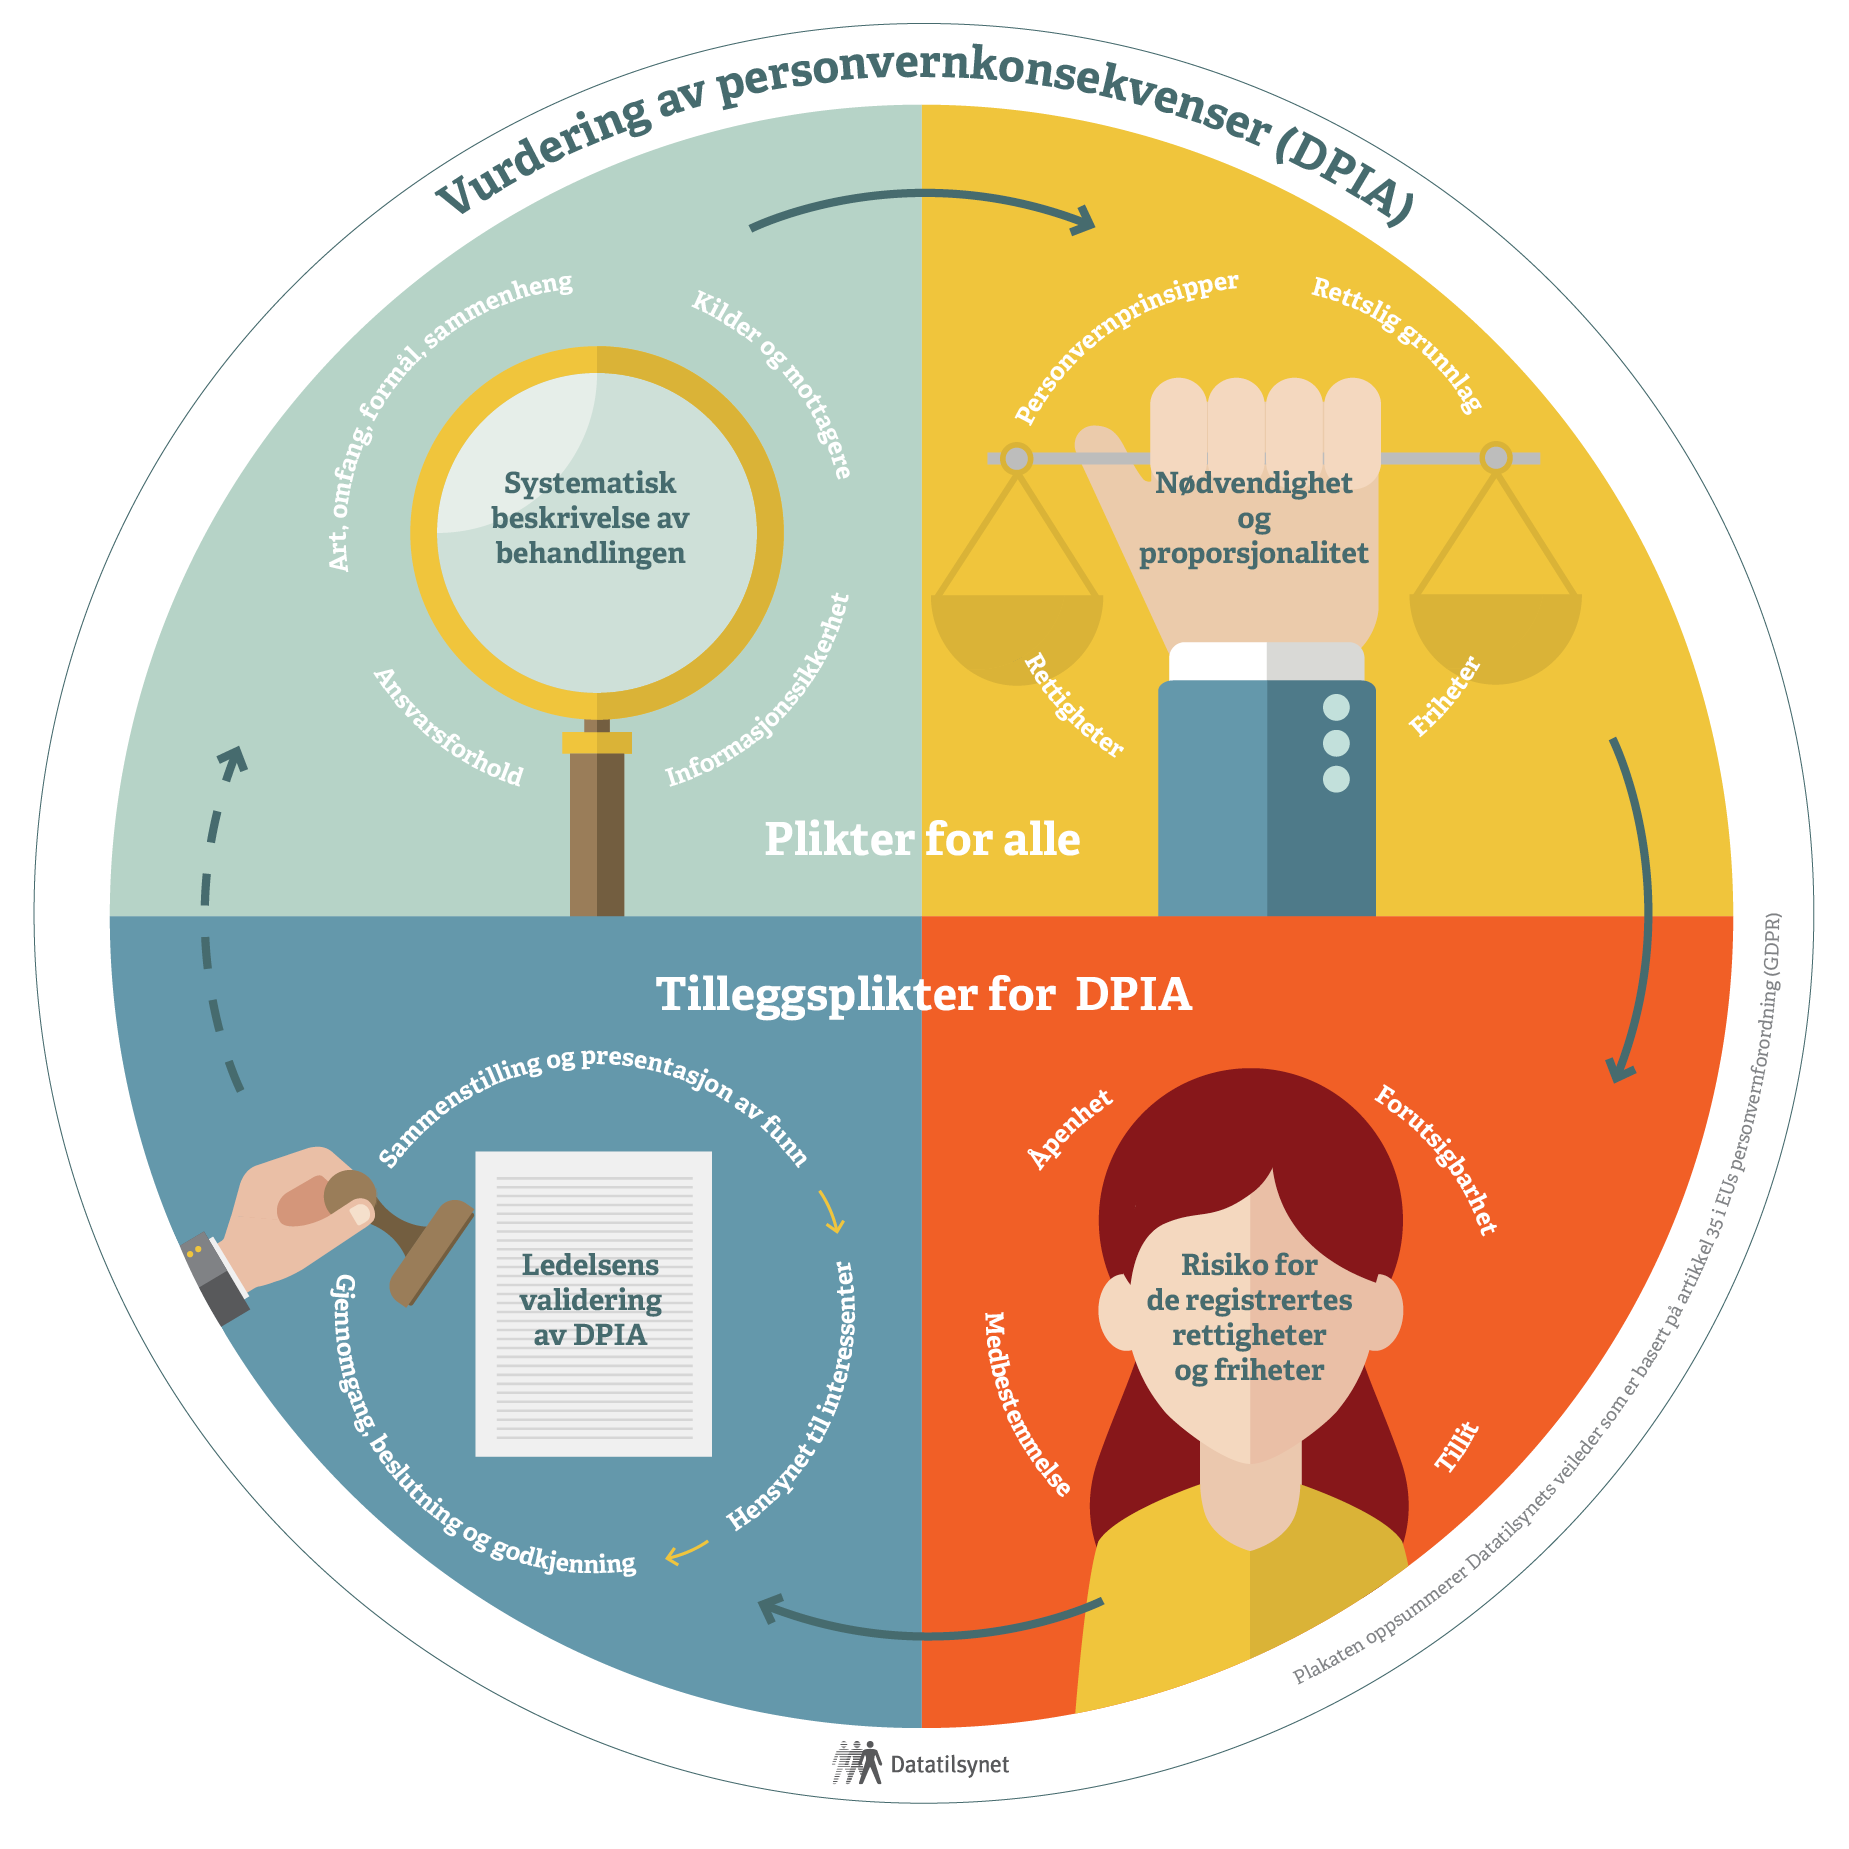 Vurdering av personvernkonsekvenser (DPIA)
Art, omfang, formål, sammenheng
Kilder og mottagere
Systematisk
beskrivelse av
behandlingen
Ansvarsforhold
Informasjonssikkerhet
Personvernprinsipper
Rettslig grunnlag
Nødvendighet
og
proporsjonalitet
Rettigheter
Friheter
Plikter for alle
Tilleggsplikter for DPIA
Åpenhet
Forutsigbarhet
Risiko for
de registrertes
rettigheter
og friheter
Medbestemmelse
Tillit
Sammenstilling og presentasjon av funn
Ledelsens
validering
av DPIA
Hensynet til interessenter
Gjennomgang, beslutning og godkjenning
Plakaten oppsummerer Datatilsynets veileder som er basert på artikkel 35 i EUs personvernforordning (GDPR)
Datatilsynet